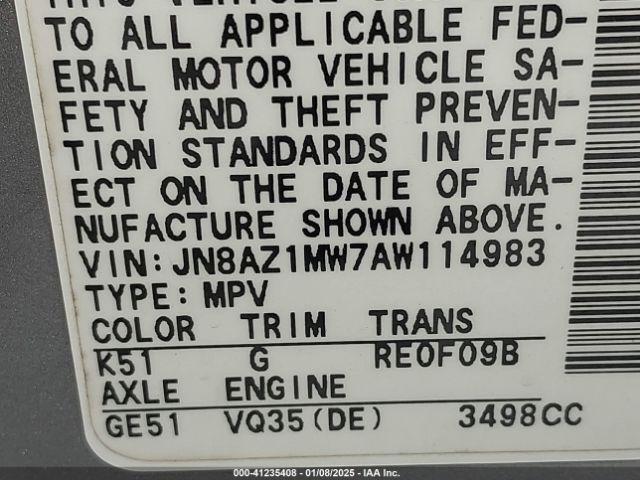 TO ALL APPLICABLE FED-
ERAL MOTOR VEHICLE SA-
FETY AND THEFT PREVEN-
TION STANDARDS IN EFF-
ECT ON THE DATE OF MA-
NUFACTURE SHOWN ABOVE.
VIN:JN8AZ1MW7AW114983
TYPE:MPV
COLOR TRIM TRANS
K51 G RE0F09B
AXLE ENGINE
GE51 VQ35(DE) 3498CC
000-41235408 - 01/08/2025 - IAA Inc.